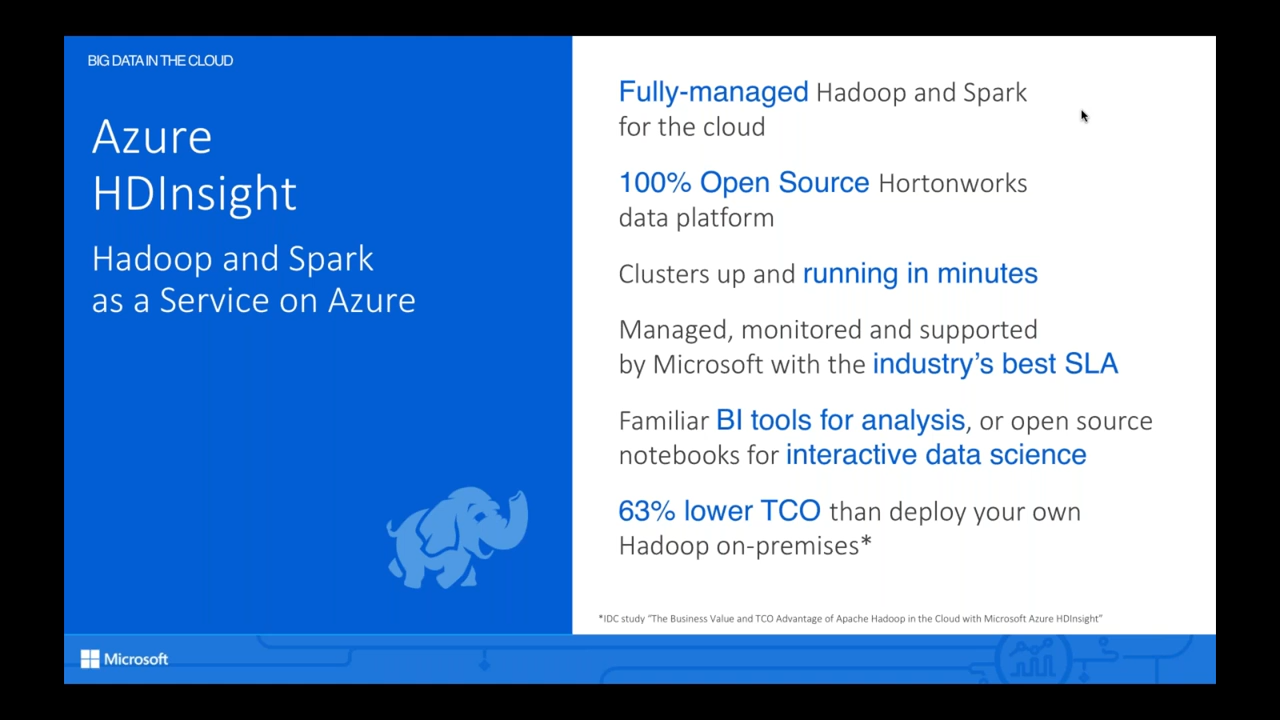 BIG DATA IN THE CLOUD
Azure
HDInsight
Hadoop and Spark
as a Service on Azure
Fully-managed Hadoop and Spark
for the cloud
100% Open Source Hortonworks
data platform
Clusters up and running in minutes
Managed, monitored and supported
by Microsoft with the industry’s best SLA
Familiar BI tools for analysis, or open source
notebooks for interactive data science
63% lower TCO than deploy your own
Hadoop on-premises*
*IDC study “The Business Value and TCO Advantage of Apache Hadoop in the Cloud with Microsoft Azure HDInsight”
Microsoft